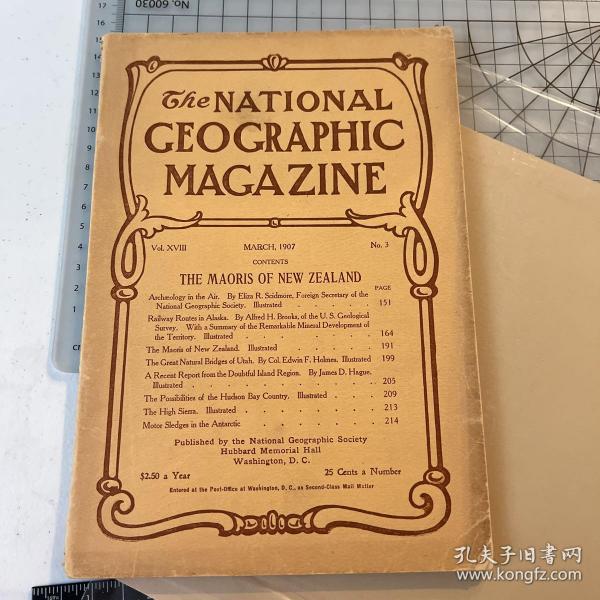 17
16
15
14
13
No. 60030
The NATIONAL
GEOGRAPHIC
MAGAZINE
Vol. XVIII MARCH, 1907 No. 3
CONTENTS
THE MAORIS OF NEW ZEALAND
PAGE
Archæology in the Air. By Eliza R. Scidmore, Foreign Secretary of the
National Geographic Society. Illustrated . . . . . 151
Railway Routes in Alaska. By Alfred H. Brooks, of the U. S. Geological
Survey. With a Summary of the Remarkable Mineral Development of
the Territory. Illustrated . . . . . . . . 164
The Maoris of New Zealand. Illustrated . . . . . 191
The Great Natural Bridges of Utah. By Col. Edwin F. Holmes. Illustrated 199
A Recent Report from the Doubtful Island Region. By James D. Hague.
Illustrated . . . . . . . . . . 205
The Possibilities of the Hudson Bay Country. Illustrated . . . 209
The High Sierra. Illustrated . . . . . . . 213
Motor Sledges in the Antarctic . . . . . . . 214
Published by the National Geographic Society
Hubbard Memorial Hall
Washington, D. C.
$2.50 a Year 25 Cents a Number
Entered at the Post-Office at Washington, D. C., as Second-Class Mail Matter
孔夫子旧书网
www.kongfz.com